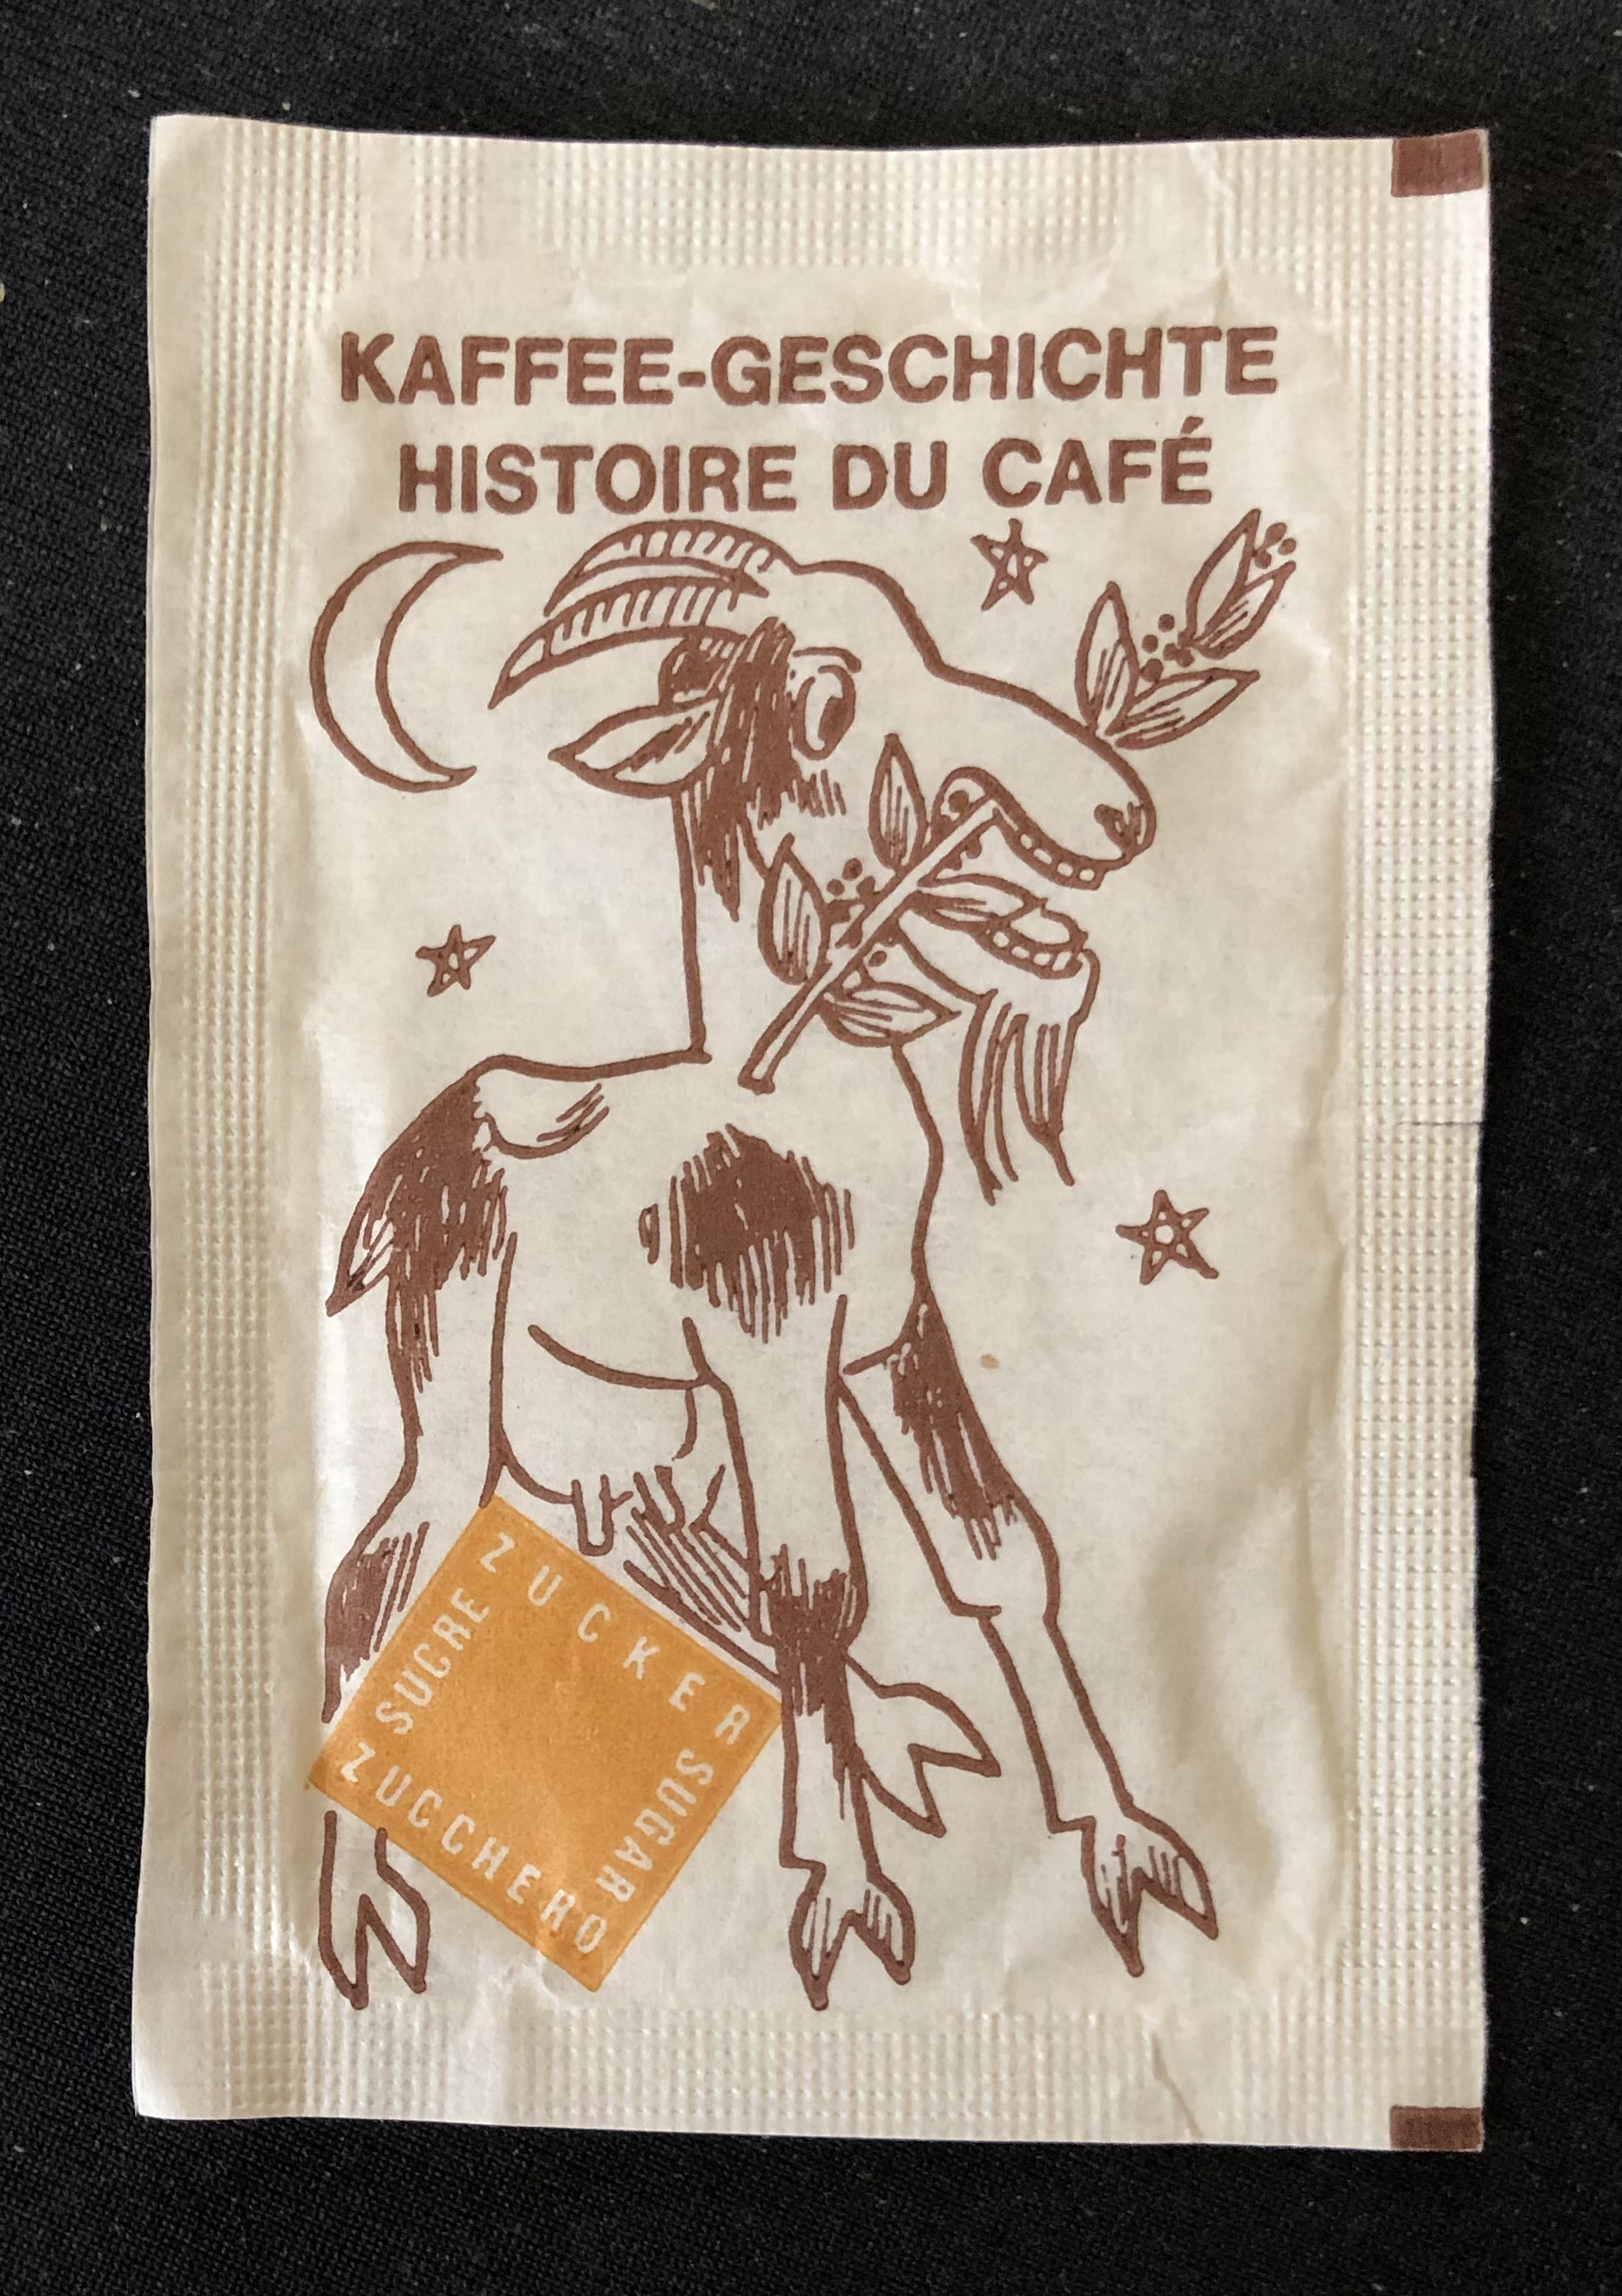 KAFFEE-GESCHICHTE
HISTOIRE DU CAFÉ
ZUCKER
SUCRE
SUGAR
ZUCCHERO